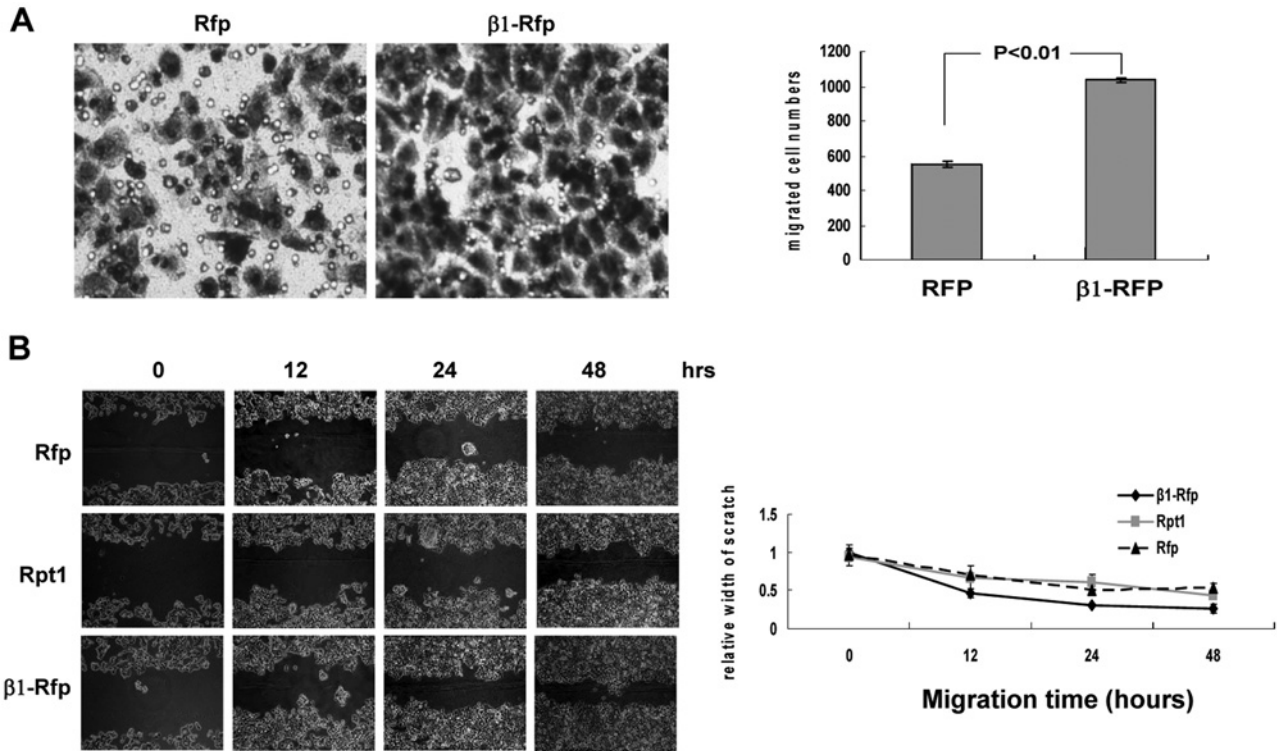 A
Rfp
β1-Rfp
P<0.01
migrated cell numbers
1200
1000
800
600
400
200
0
RFP
β1-RFP
B
0 12 24 48 hrs
Rfp
Rpt1
β1-Rfp
β1-Rfp
Rpt1
Rfp
relative width of scratch
1.5
1
0.5
0
0 12 24 48
Migration time (hours)